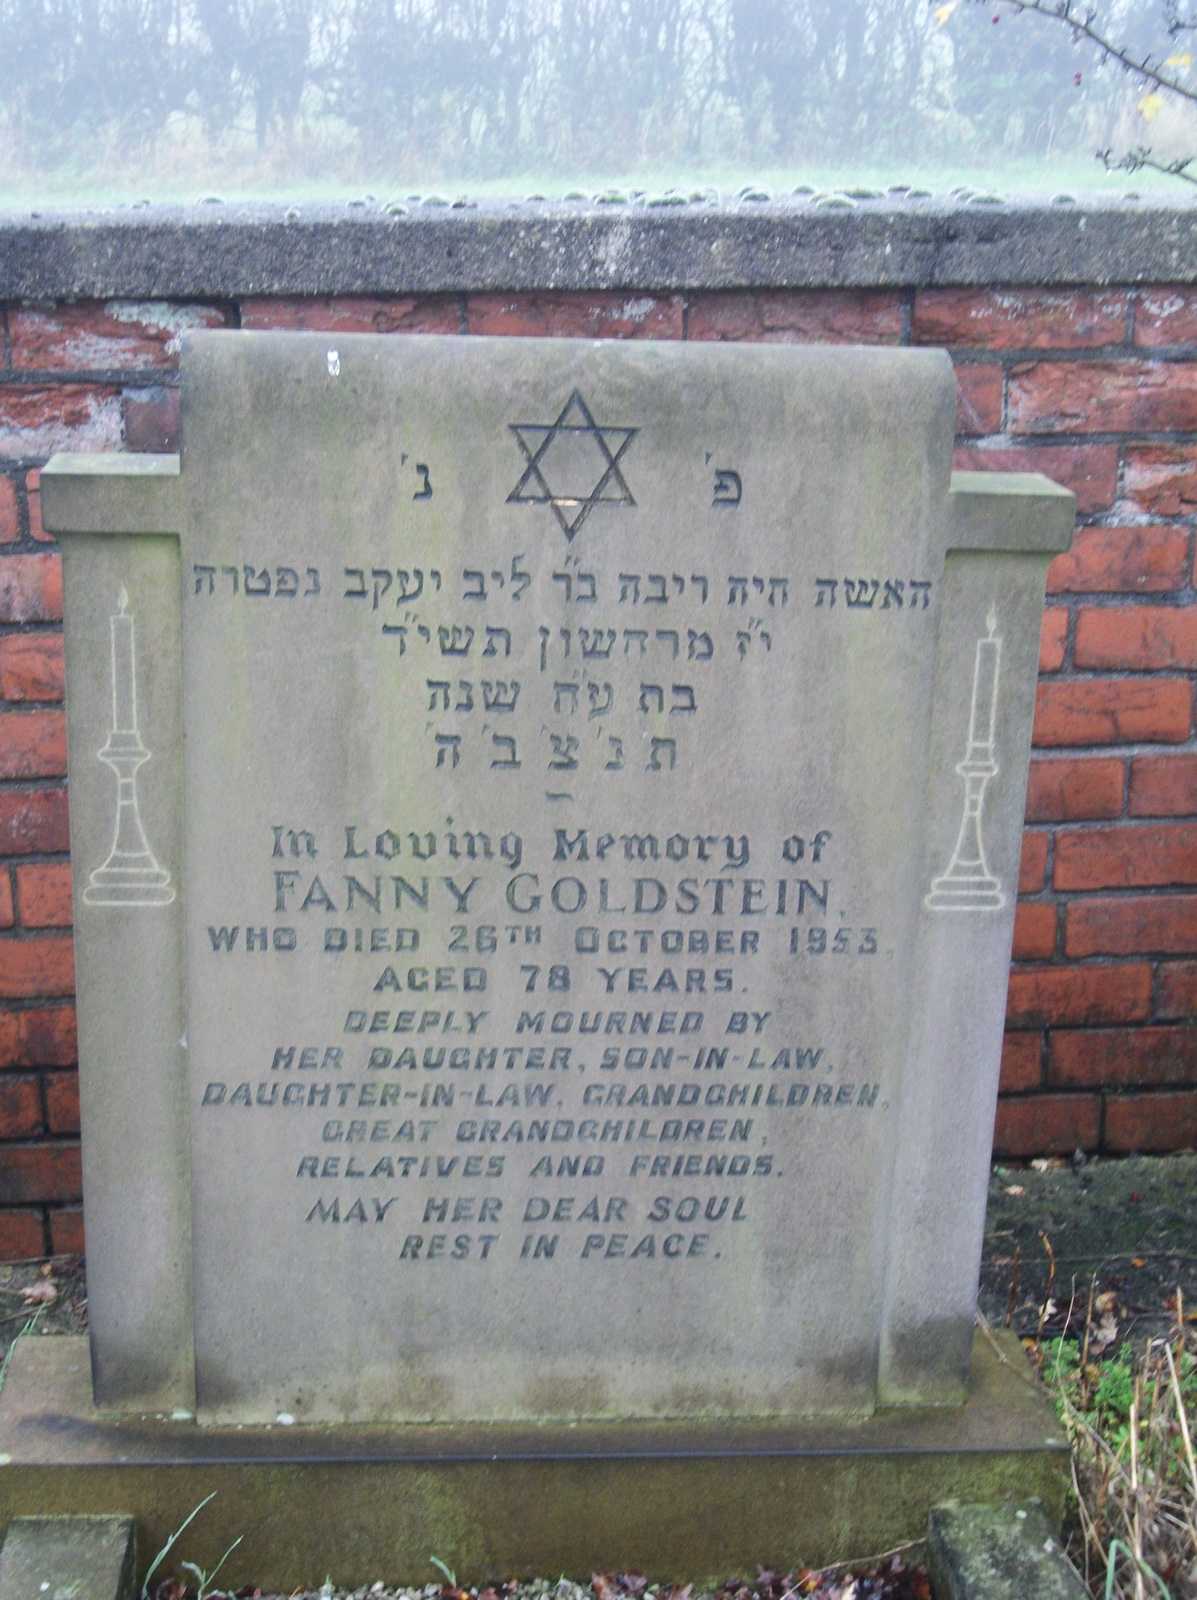 פ' נ'
האשה חיה ריבה ב"ר ליב יעקב נפטרה
י"ז מרחשון תשי"ד
בת ע"ח שנה
ת' נ' צ' ב' ה'
In Loving Memory of
FANNY GOLDSTEIN,
WHO DIED 26TH OCTOBER 1953,
AGED 78 YEARS.
DEEPLY MOURNED BY
HER DAUGHTER, SON-IN-LAW,
DAUGHTER-IN-LAW, GRANDCHILDREN,
GREAT GRANDCHILDREN,
RELATIVES AND FRIENDS.
MAY HER DEAR SOUL
REST IN PEACE.